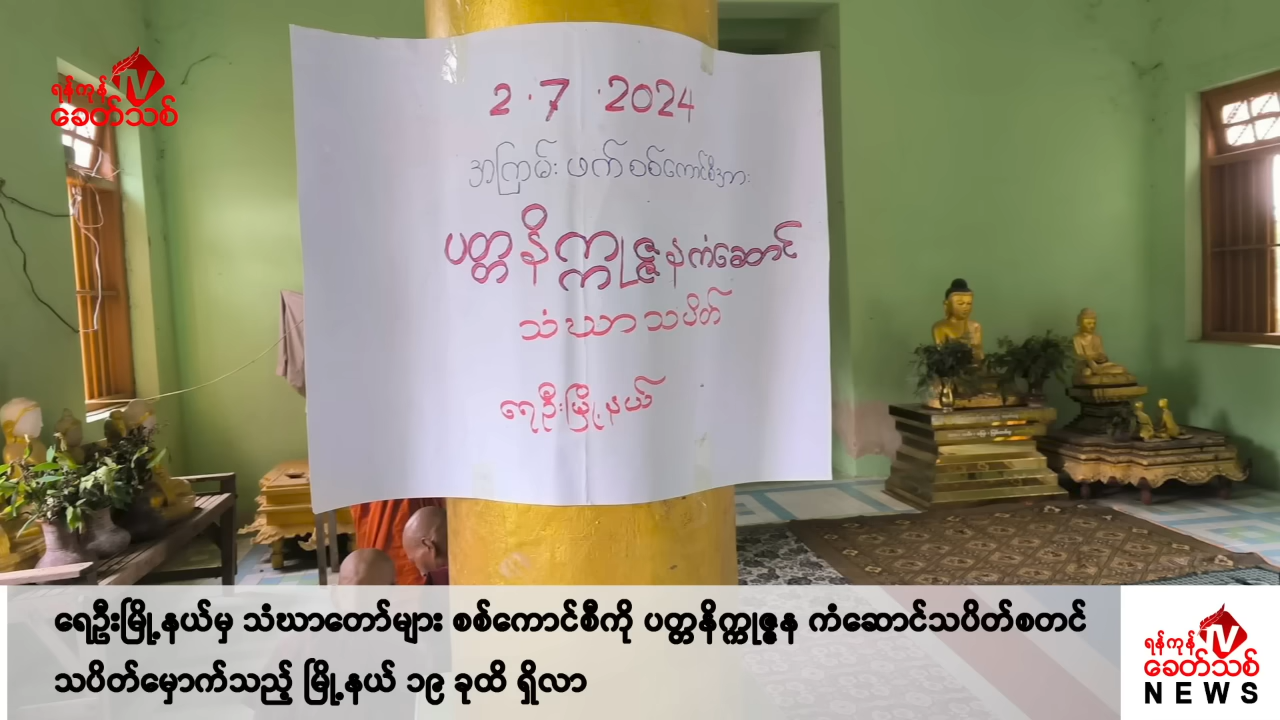 ရန်ကုန်
ခေတ်သစ်
TV
2.7.2024
အကြမ်းဖက်စစ်ကောင်စီအား
ပတ္တနိက္ကုဇ္ဇနကံဆောင်
သံဃာသပိတ်
ရေဦးမြို့နယ်
ရေဦးမြို့နယ်မှ သံဃာတော်များ စစ်ကောင်စီကို ပတ္တနိက္ကုဇ္ဇန ကံဆောင်သပိတ်စတင်
သပိတ်မှောက်သည့် မြို့နယ် ၁၉ ခုထိ ရှိလာ
ရန်ကုန်
ခေတ်သစ်
TV
NEWS